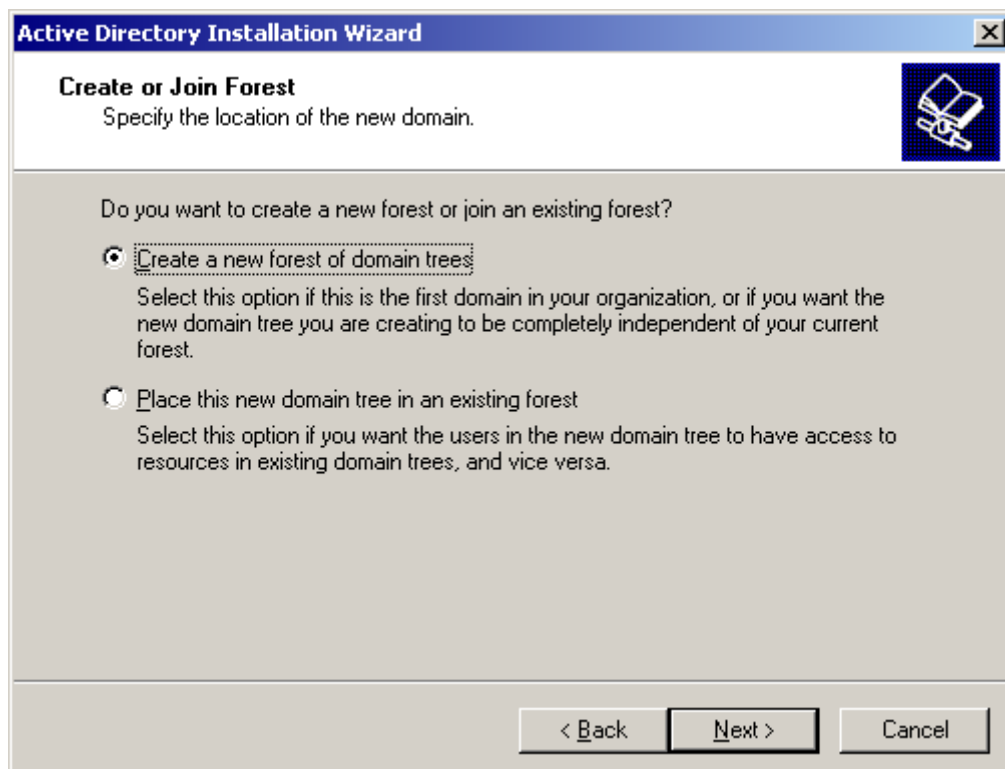 Active Directory Installation Wizard
Create or Join Forest
Specify the location of the new domain.
Do you want to create a new forest or join an existing forest?
Create a new forest of domain trees
Select this option if this is the first domain in your organization, or if you want the
new domain tree you are creating to be completely independent of your current
forest.
Place this new domain tree in an existing forest
Select this option if you want the users in the new domain tree to have access to
resources in existing domain trees, and vice versa.
< Back
Next >
Cancel